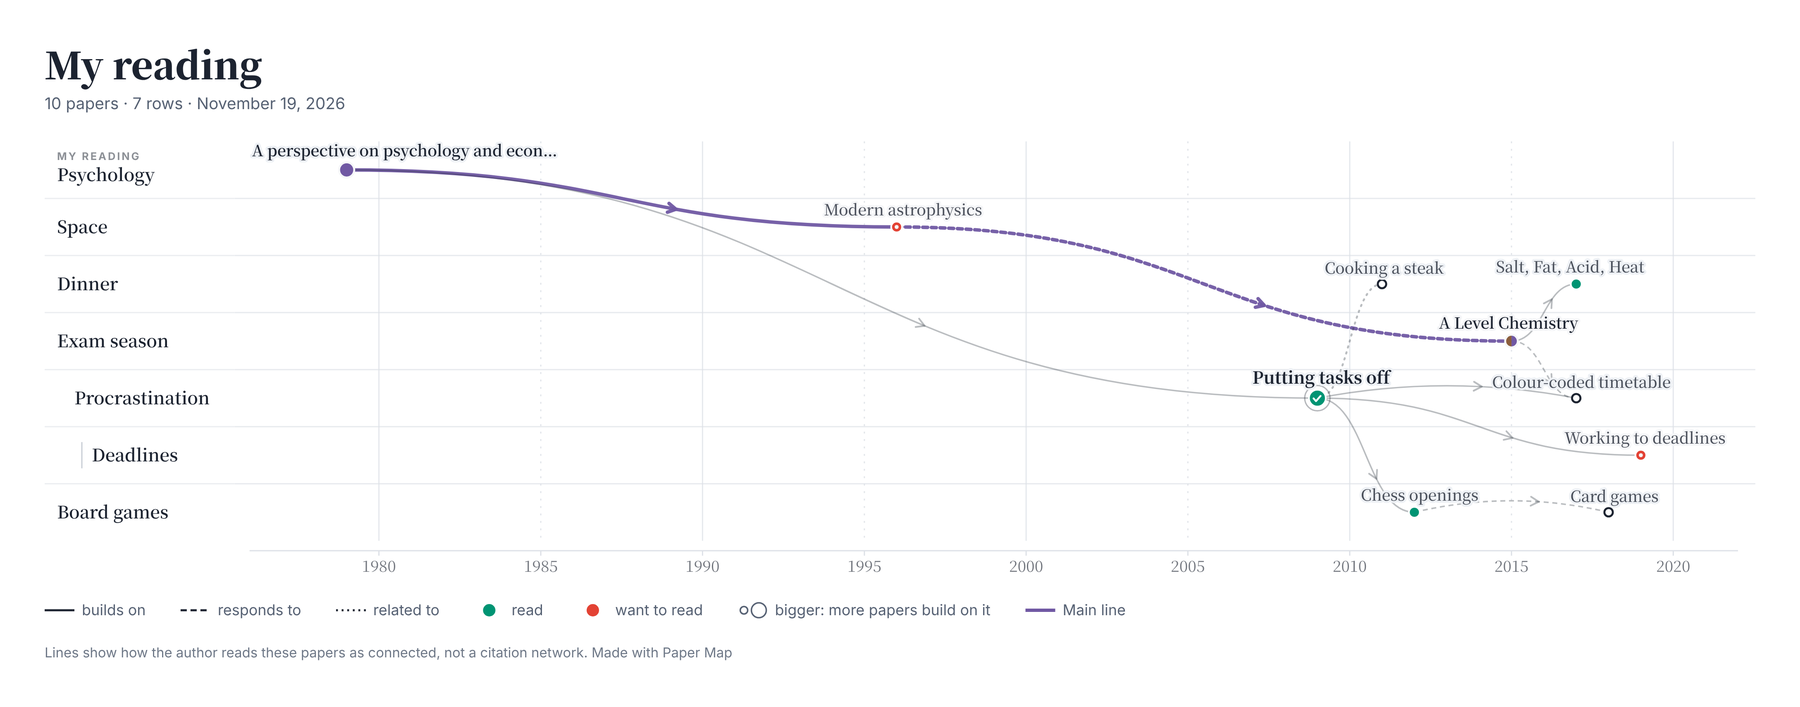 My reading
10 papers · 7 rows · November 19, 2026
MY READING
Psychology
A perspective on psychology and econ...
Space
Modern astrophysics
Dinner
Cooking a steak
Salt, Fat, Acid, Heat
Exam season
A Level Chemistry
Procrastination
Putting tasks off
Colour-coded timetable
Deadlines
Working to deadlines
Board games
Chess openings
Card games
1980 1985 1990 1995 2000 2005 2010 2015 2020
builds on responds to related to read want to read bigger: more papers build on it Main line
Lines show how the author reads these papers as connected, not a citation network. Made with Paper Map